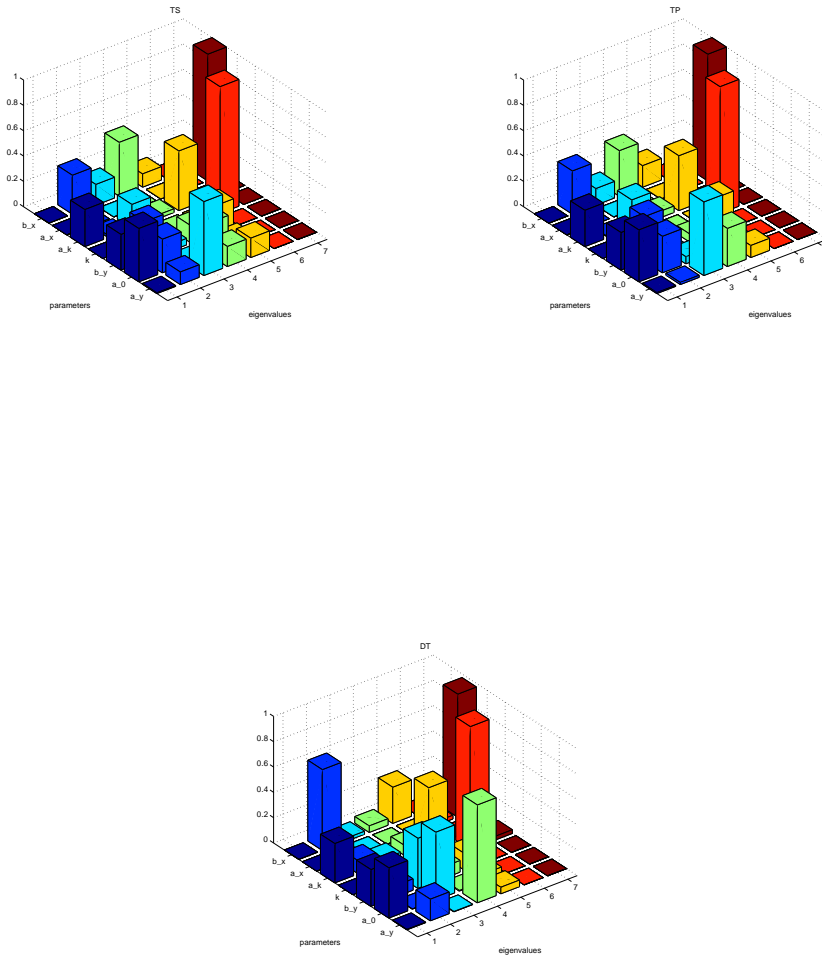 TS
1
0.8
0.6
0.4
0.2
0
b_x
a_x
a_k
k
b_y
a_0
a_y
1
2
3
4
5
6
7
parameters
eigenvalues
TP
1
0.8
0.6
0.4
0.2
0
b_x
a_x
a_k
k
b_y
a_0
a_y
1
2
3
4
5
6
parameters
eigenvalues
DT
1
0.8
0.6
0.4
0.2
0
b_x
a_x
a_k
k
b_y
a_0
a_y
1
2
3
4
5
6
7
parameters
eigenvalues